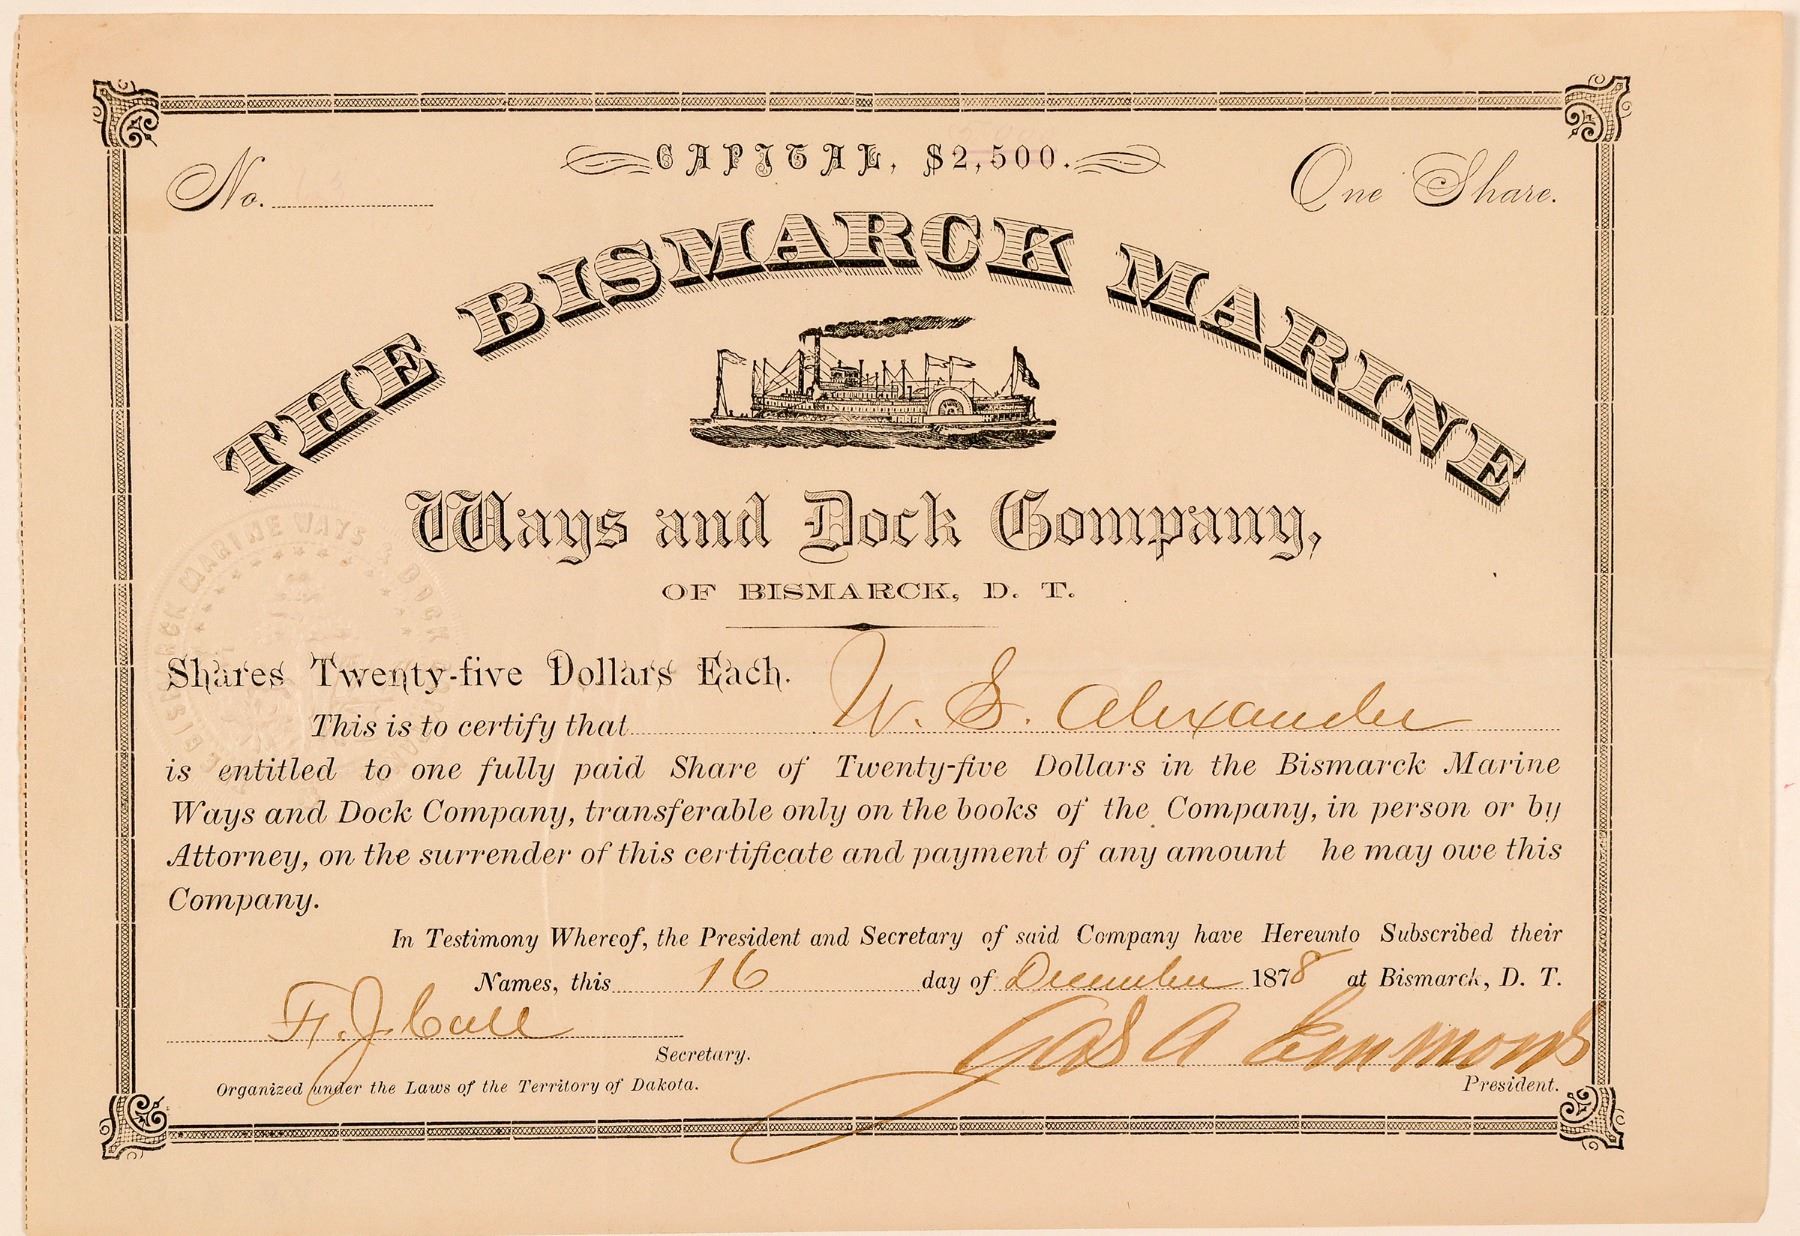 CAPITAL, $2,500.
No.
One Share.
THE BISMARCK MARINE
Ways and Dock Company,
OF BISMARCK, D. T.
Shares Twenty-five Dollars Each.
This is to certify that W. S. Alexander
is entitled to one fully paid Share of Twenty-five Dollars in the Bismarck Marine
Ways and Dock Company, transferable only on the books of the Company, in person or by
Attorney, on the surrender of this certificate and payment of any amount he may owe this
Company.
In Testimony Whereof, the President and Secretary of said Company have Hereunto Subscribed their
Names, this 16 day of December 1878 at Bismarck, D. T.
F. J. Call
Jas A Emmons
Secretary.
President.
Organized under the Laws of the Territory of Dakota.